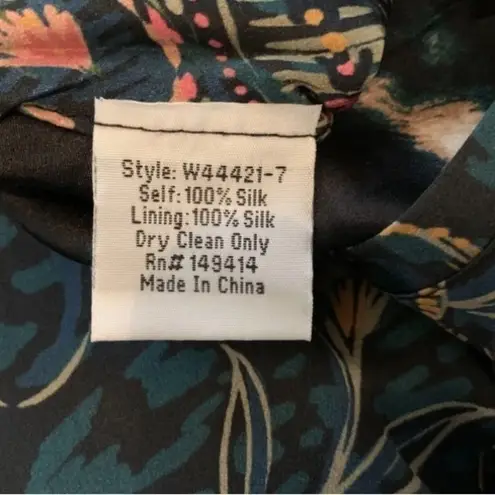 Style: W44421-7
Self: 100% Silk
Lining: 100% Silk
Dry Clean Only
Rn# 149414
Made In China